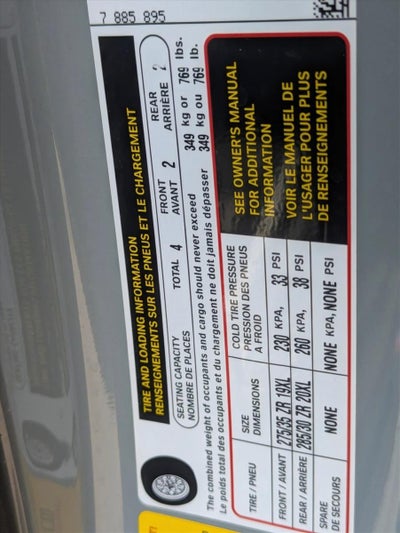 7 885 895
TIRE AND LOADING INFORMATION
RENSEIGNEMENTS SUR LES PNEUS ET LE CHARGEMENT
SEATING CAPACITY
NOMBRE DE PLACES
TOTAL 4
FRONT
AVANT 2
REAR
ARRIÈRE 2
The combined weight of occupants and cargo should never exceed 349 kg or 769 lbs.
Le poids total des occupants et du chargement ne doit jamais dépasser 349 kg ou 769 lb.
TIRE / PNEU
SIZE
DIMENSIONS
COLD TIRE PRESSURE
PRESSION DES PNEUS
A FROID
FRONT / AVANT 275/35 ZR 19XL 230 KPA, 33 PSI
REAR / ARRIÈRE 285/30 ZR 20XL 260 KPA, 38 PSI
SPARE
DE SECOURS
NONE NONE KPA, NONE PSI
SEE OWNER'S MANUAL
FOR ADDITIONAL
INFORMATION
VOIR LE MANUEL DE
L'USAGER POUR PLUS
DE RENSEIGNEMENTS